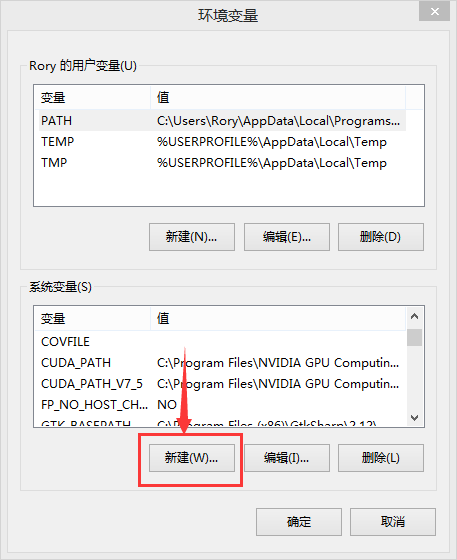 环境变量
Rory 的用户变量(U)
变量 值
PATH C:\Users\Rory\AppData\Local\Programs...
TEMP %USERPROFILE%\AppData\Local\Temp
TMP %USERPROFILE%\AppData\Local\Temp
新建(N)... 编辑(E)... 删除(D)
系统变量(S)
变量 值
COVFILE
CUDA_PATH C:\Program Files\NVIDIA GPU Computin...
CUDA_PATH_V7_5 C:\Program Files\NVIDIA GPU Computin...
FP_NO_HOST_CH... NO
GTK_BASEPATH C:\Program Files (x86)\GtkSharp\2.12\
新建(W)... 编辑(I)... 删除(L)
确定 取消